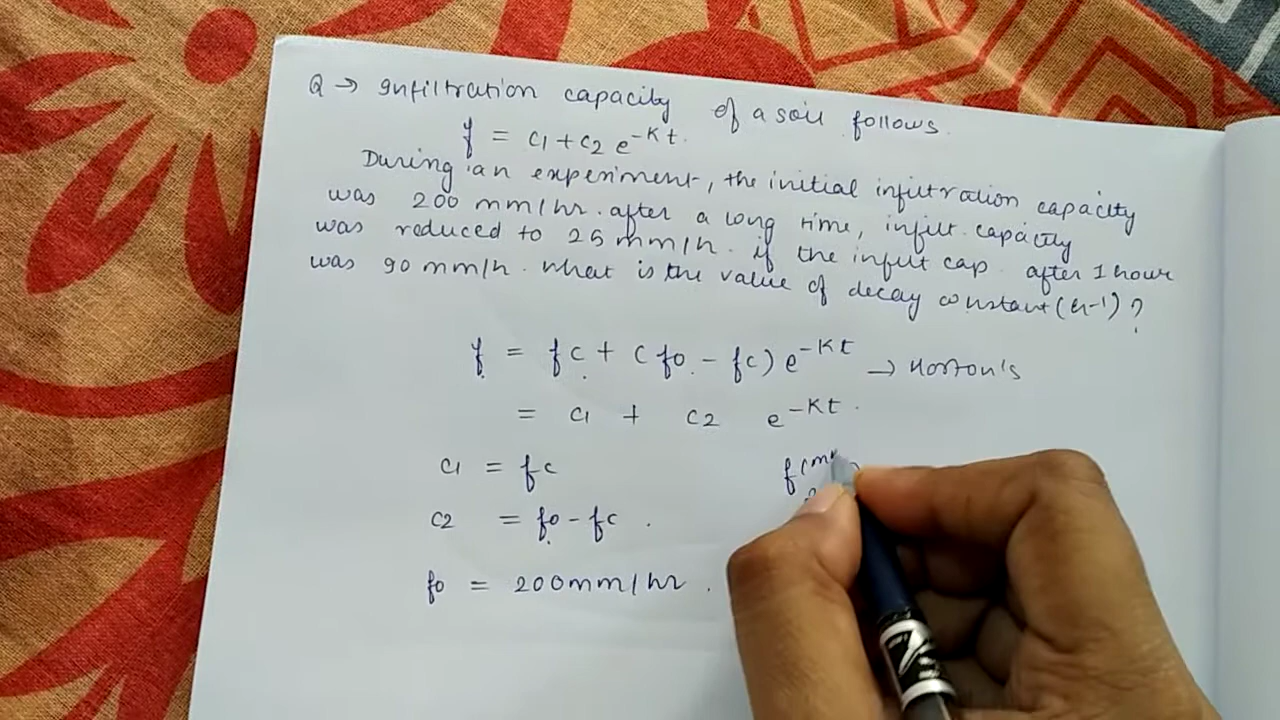 Q → Infiltration capacity of a soil follows.
f = c1 + c2 e^-Kt.
During an experiment, the initial infiltration capacity
was 200 mm/hr. after a long time, infilt. capacity
was reduced to 25 mm/h. if the infilt cap. after 1 hour
was 90 mm/h. what is the value of decay constant (h^-1) ?
f = fc + (fo - fc) e^-Kt → Horton's
= c1 + c2 e^-Kt.
c1 = fc
f(m
c2 = fo - fc.
fo = 200mm/hr.